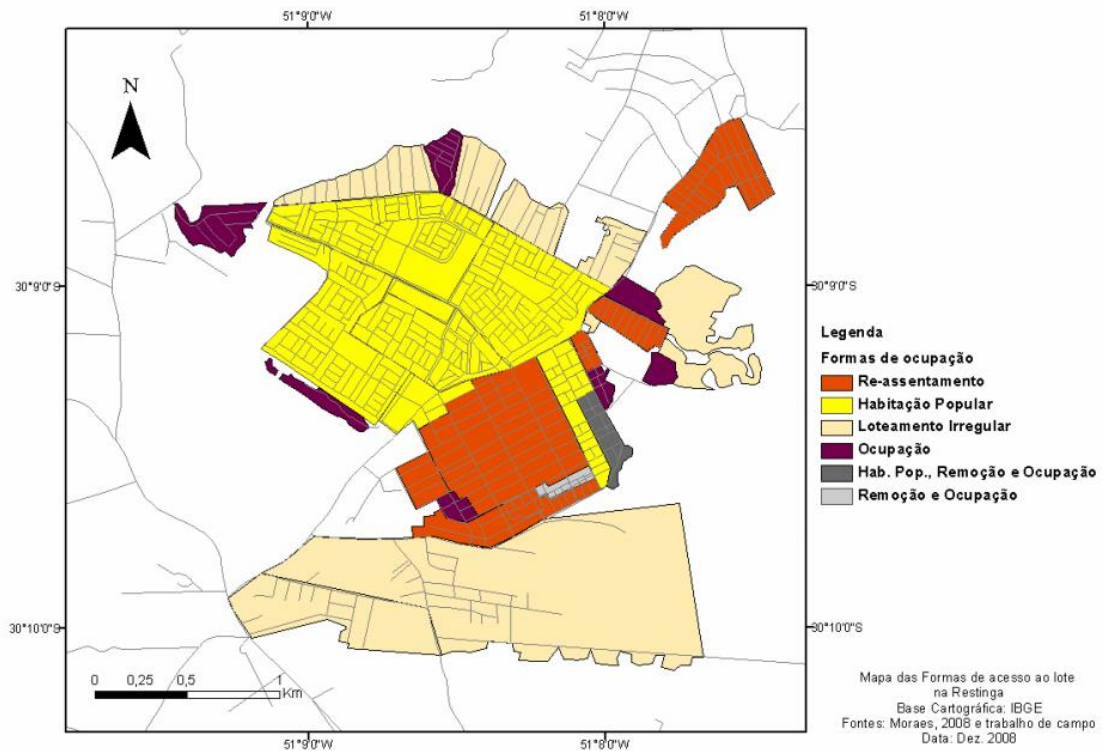 51°9'0"W
51°8'0"W
N
30°9'0"S
30°9'0"S
Legenda
Formas de ocupação
Re-assentamento
Habitação Popular
Loteamento Irregular
Ocupação
Hab. Pop., Remoção e Ocupação
Remoção e Ocupação
30°10'0"S
30°10'0"S
0 0,25 0,5 1
Km
Mapa das Formas de acesso ao lote
na Restinga
Base Cartográfica: IBGE
Fontes: Moraes, 2008 e trabalho de campo
Data: Dez. 2008
51°9'0"W
51°8'0"W